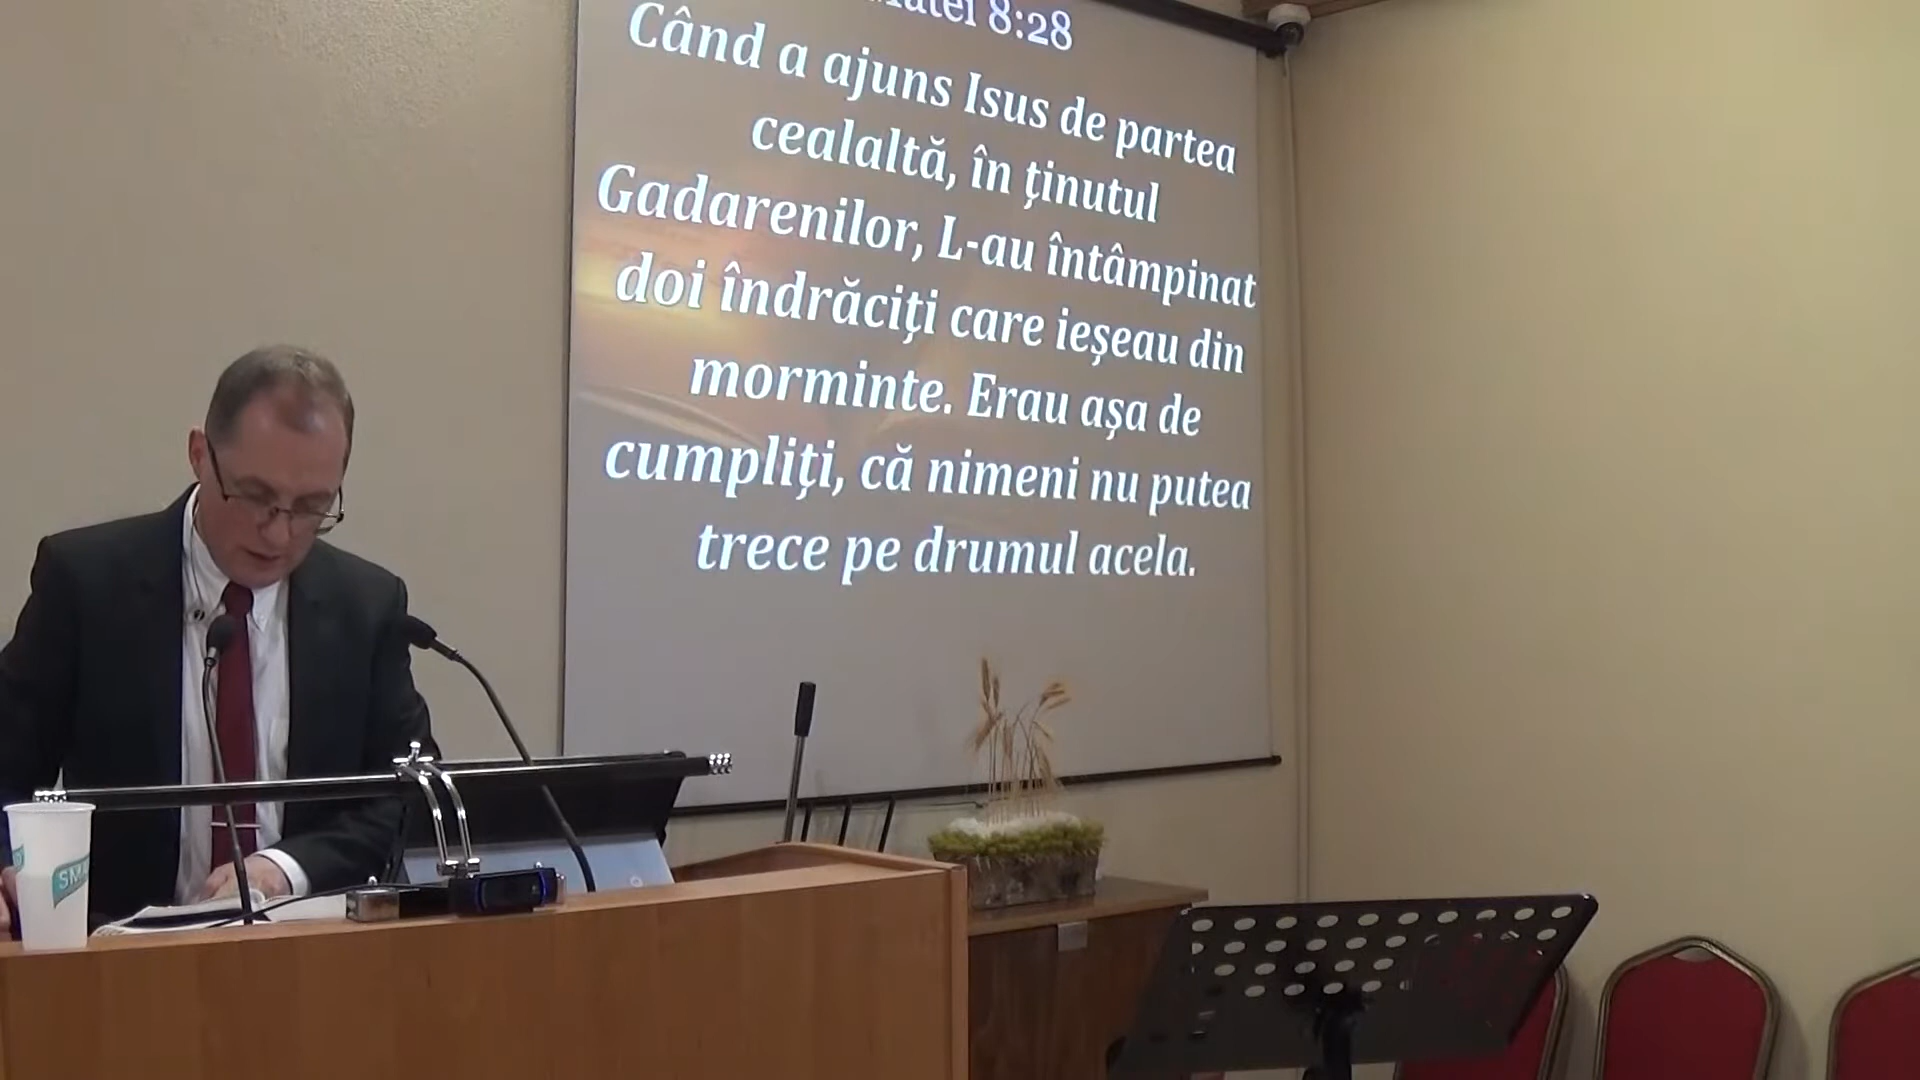 Matei 8:28
Când a ajuns Isus de partea
cealaltă, în ținutul
Gadarenilor, L-au întâmpinat
doi îndrăciți care ieșeau din
morminte. Erau așa de
cumpliți, că nimeni nu putea
trece pe drumul acela.